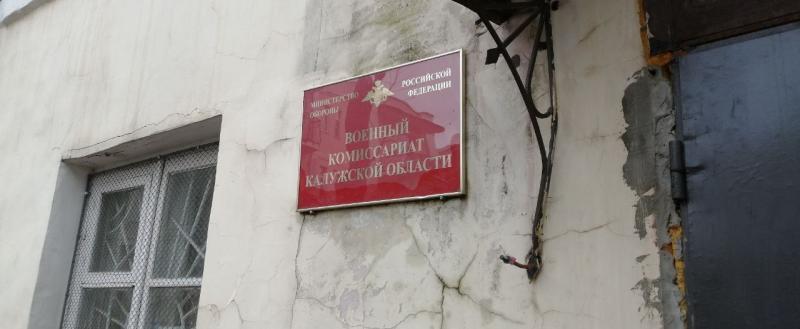 МИНИСТЕРСТВО ОБОРОНЫ
РОССИЙСКОЙ ФЕДЕРАЦИИ
ВОЕННЫЙ
КОМИССАРИАТ
КАЛУЖСКОЙ ОБЛАСТИ